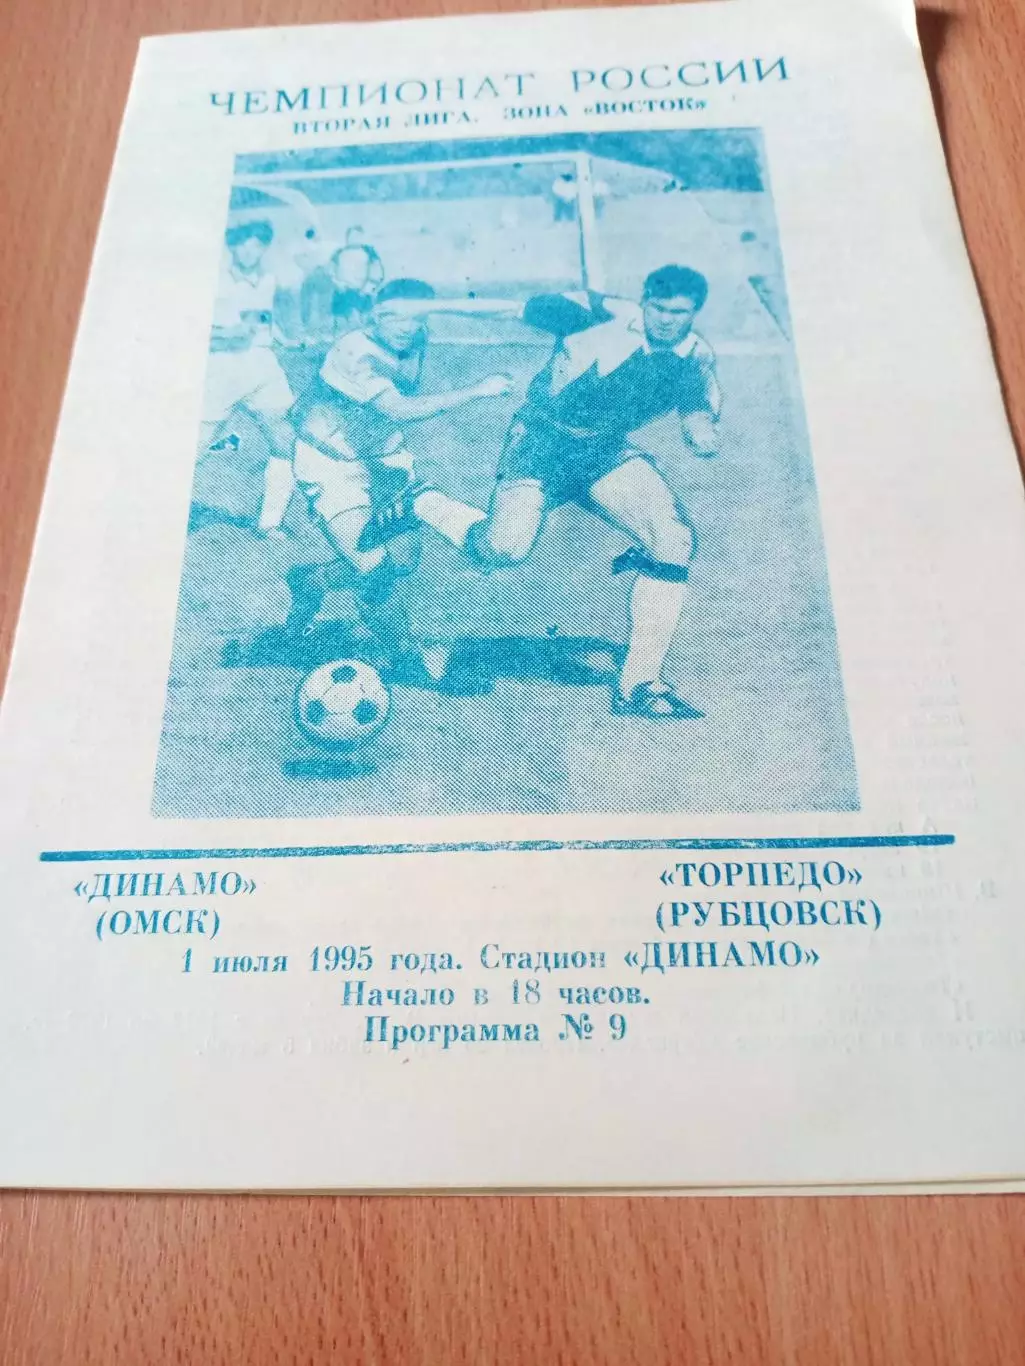 ЧЕМПИОНАТ РОССИИ
ВТОРАЯ ЛИГА. ЗОНА «ВОСТОК»
«ДИНАМО» «ТОРПЕДО»
(ОМСК) (РУБЦОВСК)
1 июля 1995 года. Стадион «ДИНАМО»
Начало в 18 часов.
Программа № 9